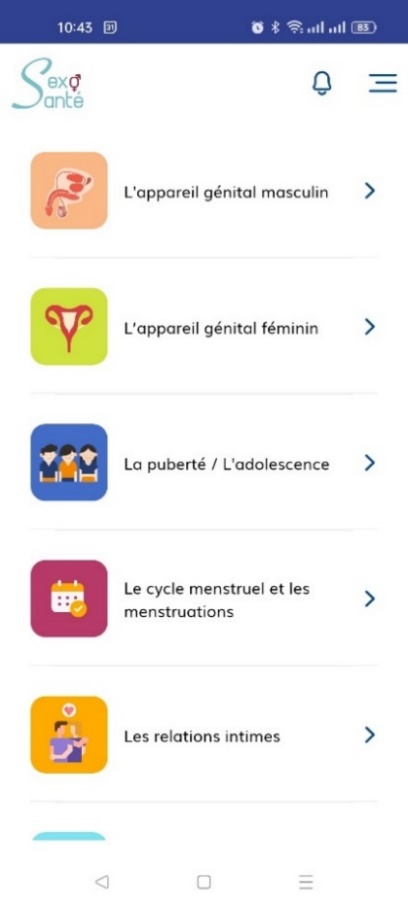 10:43 31 83
Sexo
Santé
L'appareil génital masculin
L'appareil génital féminin
La puberté / L'adolescence
Le cycle menstruel et les
menstruations
Les relations intimes